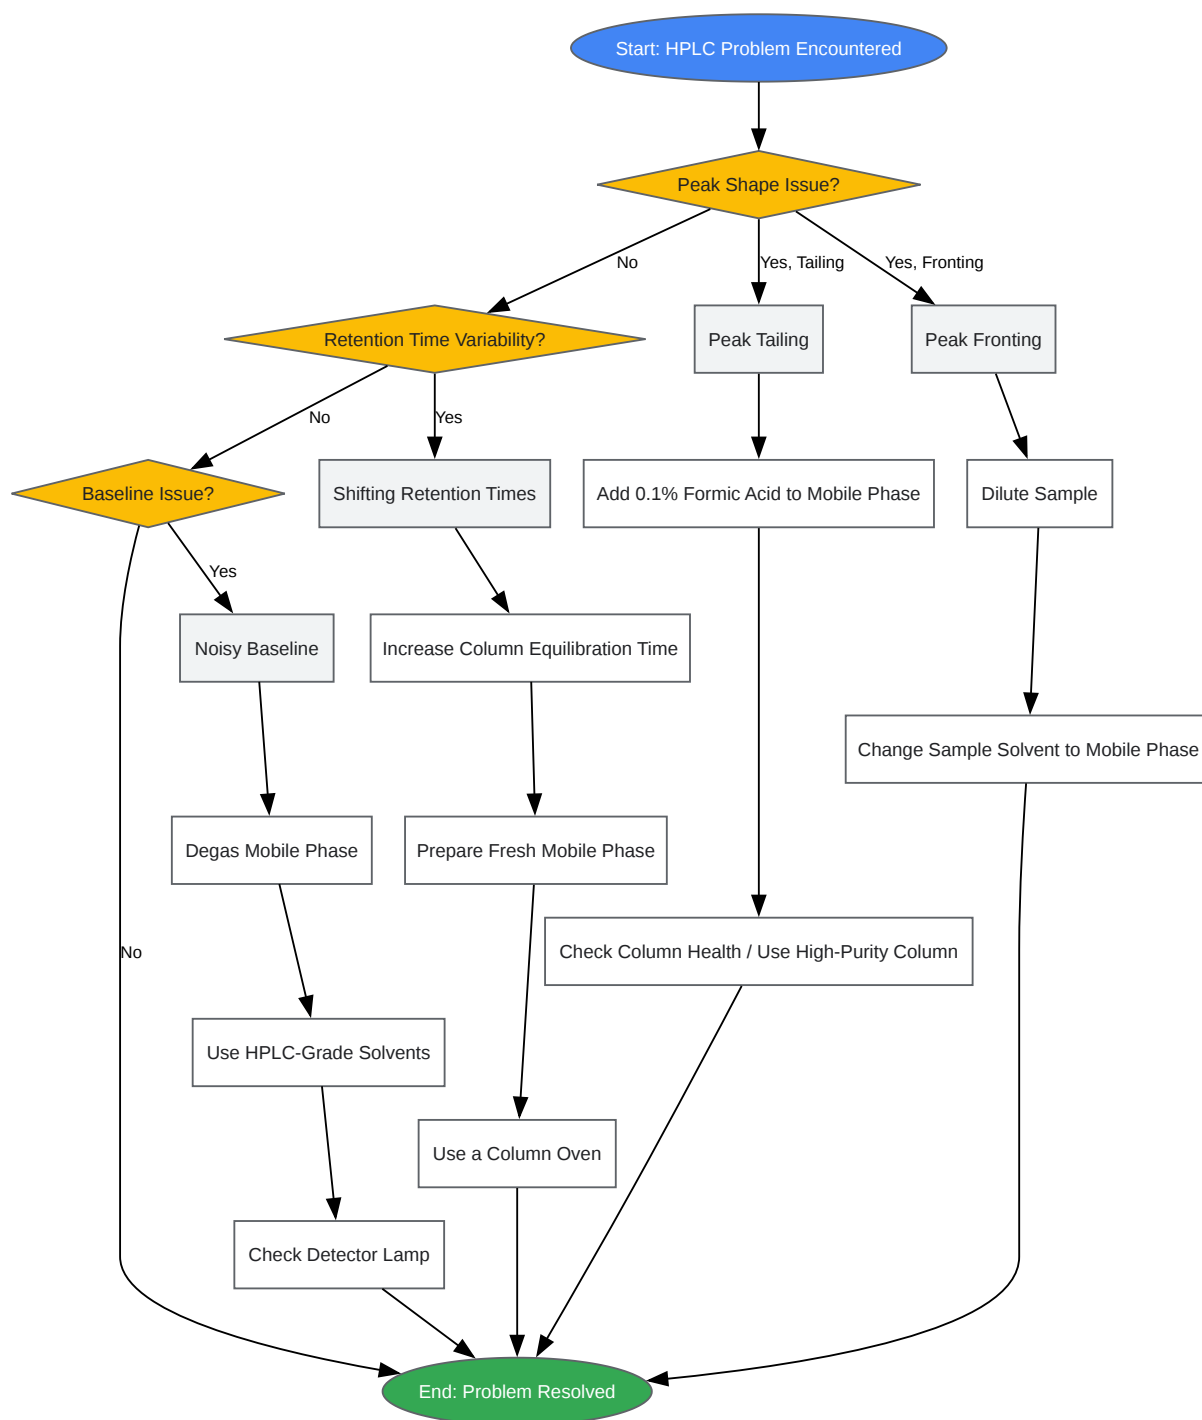 Start: HPLC Problem Encountered
Peak Shape Issue?
No
Yes, Tailing
Yes, Fronting
Retention Time Variability?
Peak Tailing
Peak Fronting
No
Yes
Baseline Issue?
Shifting Retention Times
Add 0.1% Formic Acid to Mobile Phase
Dilute Sample
Yes
Noisy Baseline
Increase Column Equilibration Time
Change Sample Solvent to Mobile Phase
Degas Mobile Phase
Prepare Fresh Mobile Phase
No
Check Column Health / Use High-Purity Column
Use HPLC-Grade Solvents
Use a Column Oven
Check Detector Lamp
End: Problem Resolved